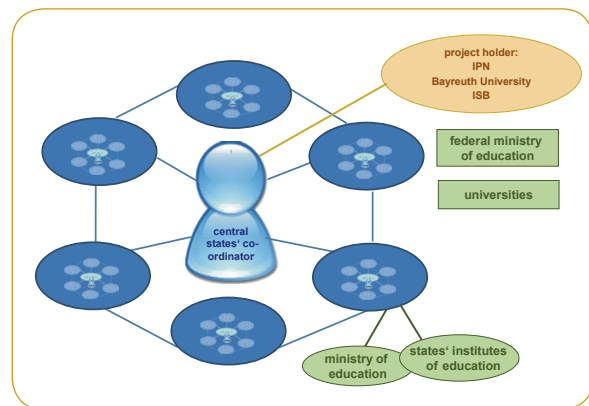 project holder:
IPN
Bayreuth University
ISB
federal ministry
of education
universities
central
states‘ co-
ordinator
ministry of
education
states‘ institutes
of education